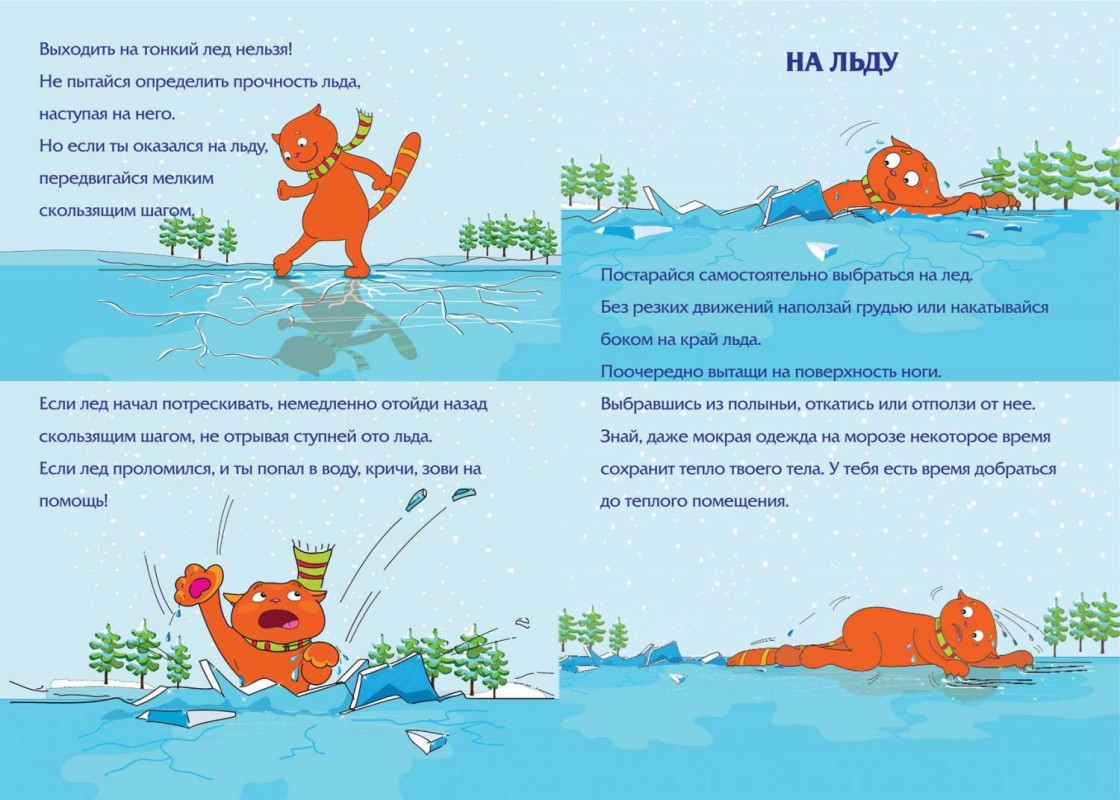 Выходить на тонкий лед нельзя!
Не пытайся определить прочность льда,
наступая на него.
Но если ты оказался на льду,
передвигайся мелким
скользящим шагом.
Если лед начал потрескивать, немедленно отойди назад
скользящим шагом, не отрывая ступней ото льда.
Если лед проломился, и ты попал в воду, кричи, зови на
помощь!
НА ЛЬДУ
Постарайся самостоятельно выбраться на лед.
Без резких движений наползай грудью или накатывайся
боком на край льда.
Поочередно вытащи на поверхность ноги.
Выбравшись из полыньи, откатись или отползи от нее.
Знай, даже мокрая одежда на морозе некоторое время
сохранит тепло твоего тела. У тебя есть время добраться
до теплого помещения.